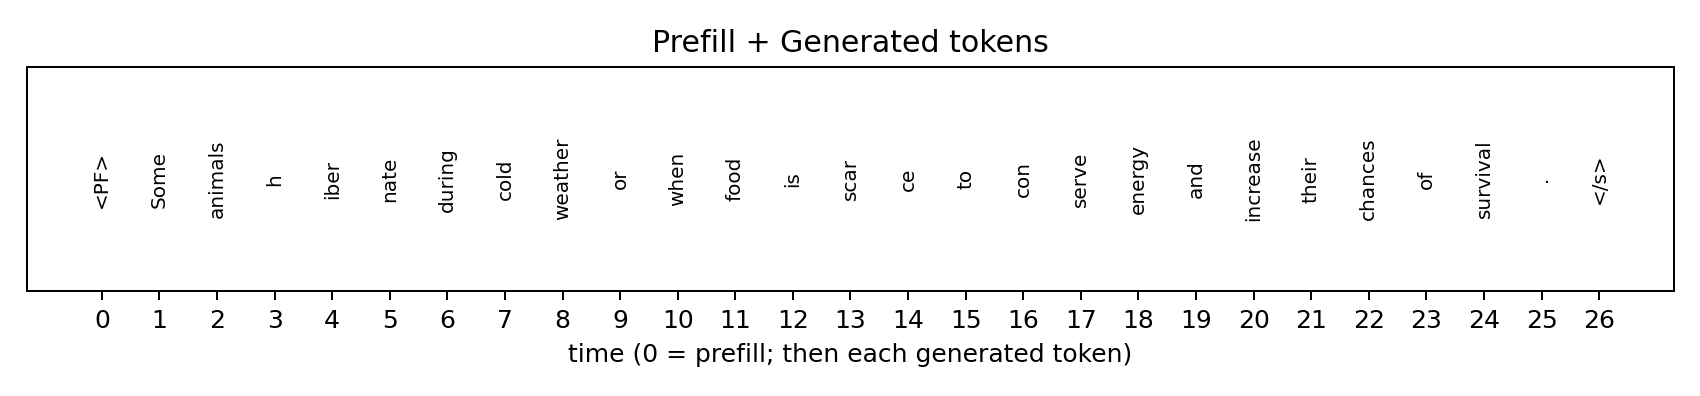 Prefill + Generated tokens
<PF> Some animals h iber nate during cold weather or when food is scar ce to con serve energy and increase their chances of survival . </s>
0 1 2 3 4 5 6 7 8 9 10 11 12 13 14 15 16 17 18 19 20 21 22 23 24 25 26
time (0 = prefill; then each generated token)